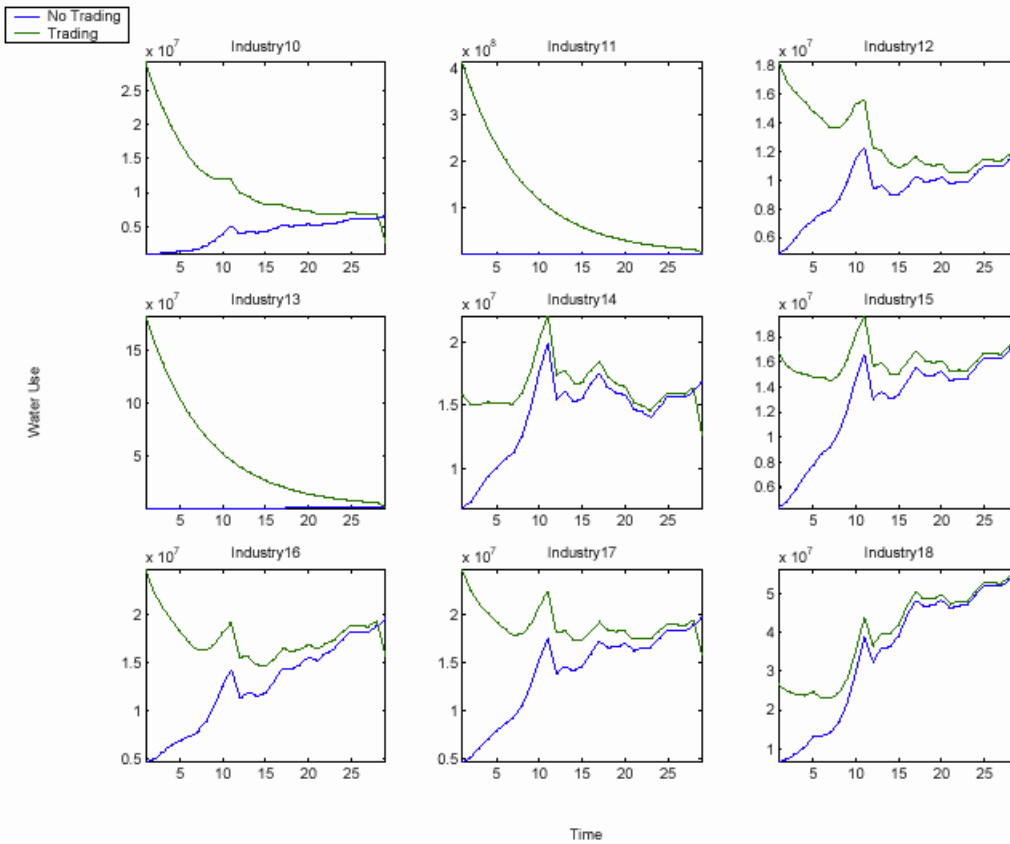 No Trading
Trading
Industry10
x 10^7
2.5
2
1.5
1
0.5
5 10 15 20 25
Industry11
x 10^8
4
3
2
1
5 10 15 20 25
Industry12
x 10^7
1.8
1.6
1.4
1.2
1
0.8
0.6
5 10 15 20 25
Industry13
x 10^7
15
10
5
5 10 15 20 25
Industry14
x 10^7
2
1.5
1
5 10 15 20 25
Industry15
x 10^7
1.8
1.6
1.4
1.2
1
0.8
0.6
5 10 15 20 25
Industry16
x 10^7
2
1.5
1
0.5
5 10 15 20 25
Industry17
x 10^7
2
1.5
1
0.5
5 10 15 20 25
Industry18
x 10^7
5
4
3
2
1
5 10 15 20 25
Water Use
Time